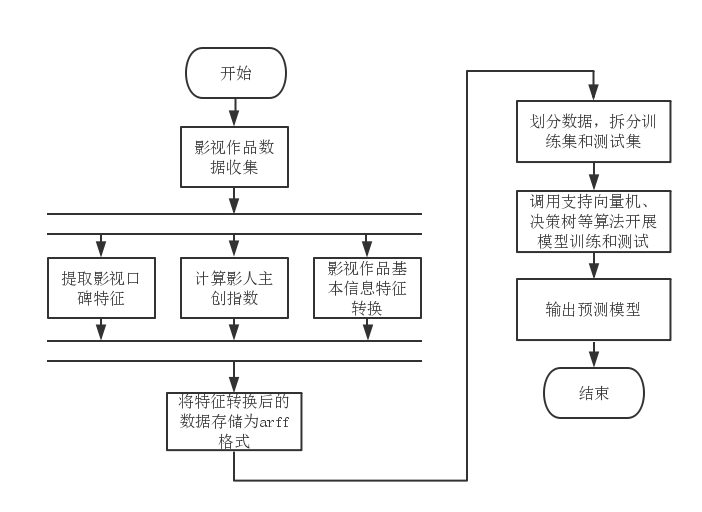 开始
影视作品数
据收集
提取影视口
碑特征
计算影人主
创指数
影视作品基
本信息特征
转换
将特征转换后的
数据存储为arff
格式
划分数据，拆分训
练集和测试集
调用支持向量机、
决策树等算法开展
模型训练和测试
输出预测模型
结束